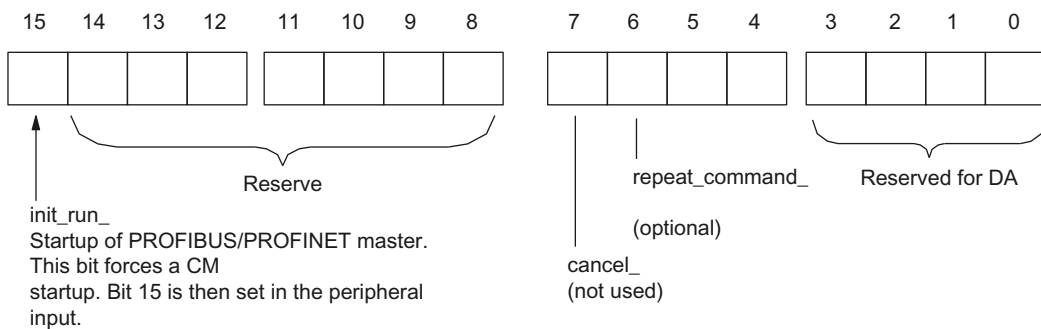 15 14 13 12 11 10 9 8 7 6 5 4 3 2 1 0
Reserve
repeat_command_
Reserved for DA
(optional)
init_run_
Startup of PROFIBUS/PROFINET master.
This bit forces a CM
startup. Bit 15 is then set in the peripheral
input.
cancel_
(not used)